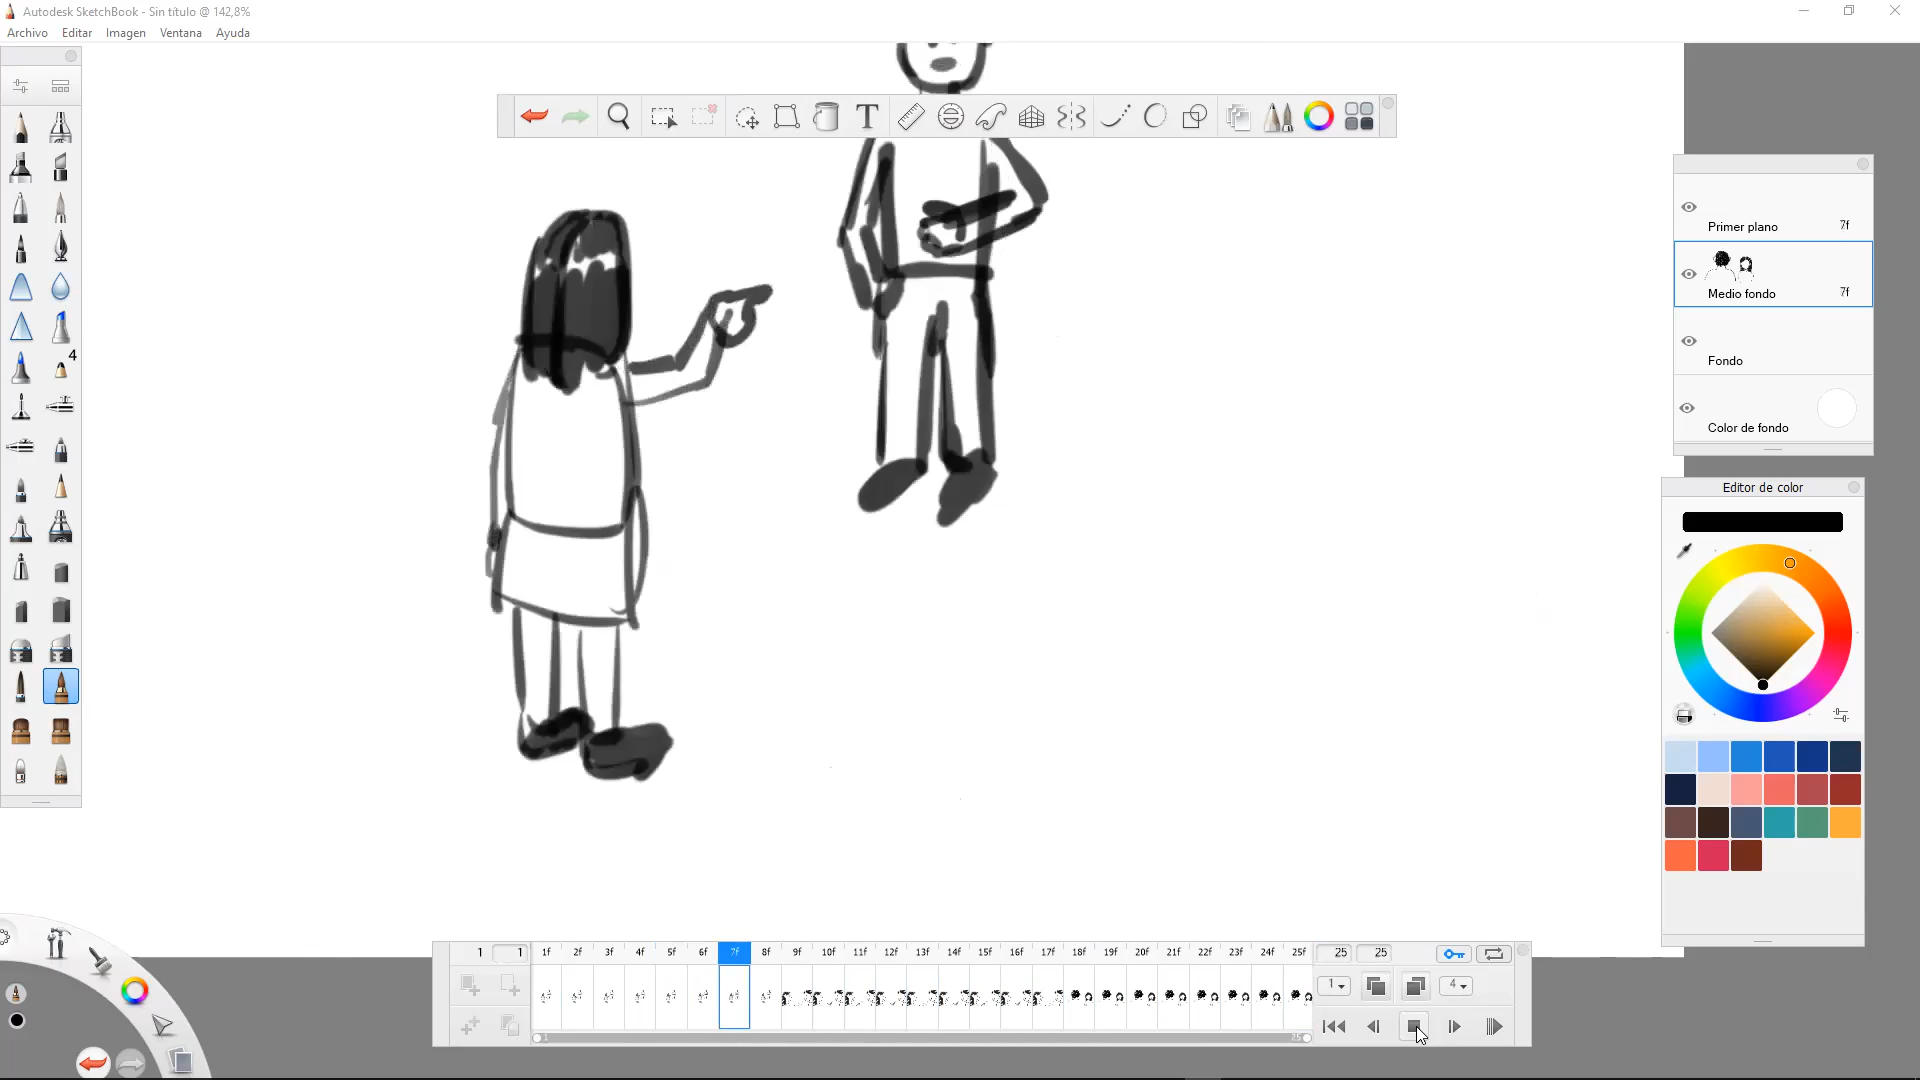 Autodesk SketchBook - Sin título @ 142,8%
Archivo Editar Imagen Ventana Ayuda
T
Primer plano 7f
Medio fondo 7f
Fondo
Color de fondo
4
Editor de color
1 1 1f 2f 3f 4f 5f 6f 7f 8f 9f 10f 11f 12f 13f 14f 15f 16f 17f 18f 19f 20f 21f 22f 23f 24f 25f 25 25
1 4
1 25